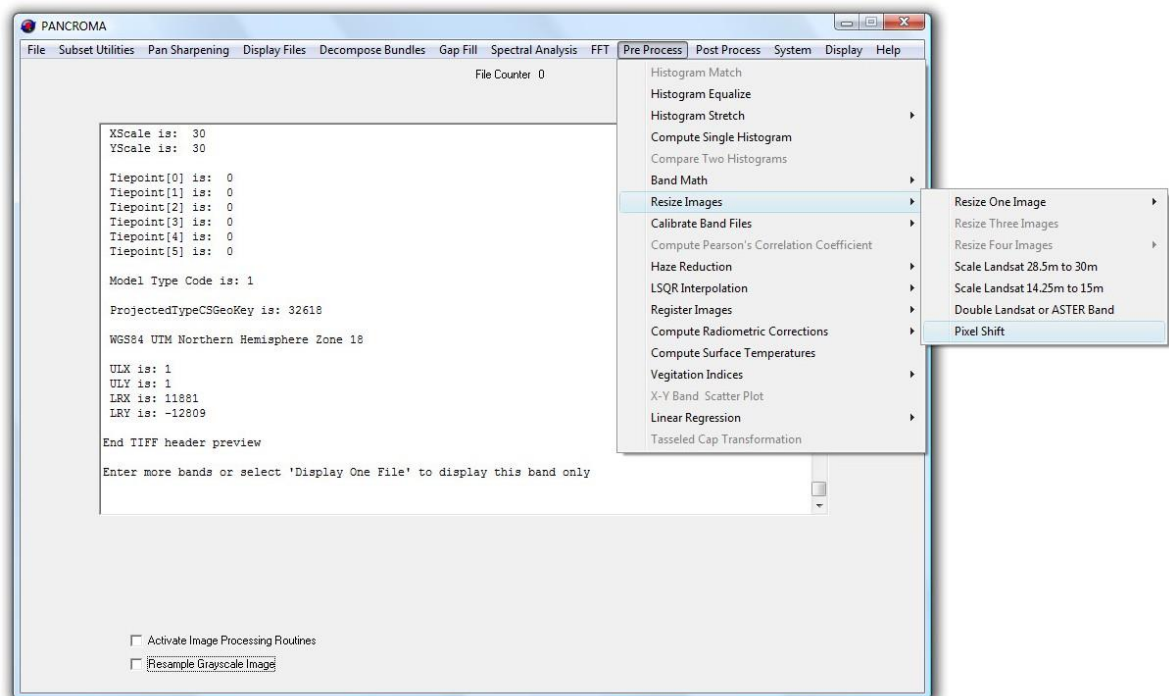 PANCROMA
File Subset Utilities Pan Sharpening Display Files Decompose Bundles Gap Fill Spectral Analysis FFT Pre Process Post Process System Display Help
File Counter 0
XScale is: 30
YScale is: 30
Tiepoint[0] is: 0
Tiepoint[1] is: 0
Tiepoint[2] is: 0
Tiepoint[3] is: 0
Tiepoint[4] is: 0
Tiepoint[5] is: 0
Model Type Code is: 1
ProjectedTypeCSGeoKey is: 32618
WGS84 UTM Northern Hemisphere Zone 18
ULX is: 1
ULY is: 1
LRX is: 11881
LRY is: -12809
End TIFF header preview
Enter more bands or select 'Display One File' to display this band only
Activate Image Processing Routines
Resample Grayscale Image
Histogram Match
Histogram Equalize
Histogram Stretch
Compute Single Histogram
Compare Two Histograms
Band Math
Resize Images
Calibrate Band Files
Compute Pearson's Correlation Coefficient
Haze Reduction
LSQR Interpolation
Register Images
Compute Radiometric Corrections
Compute Surface Temperatures
Vegitation Indices
X-Y Band Scatter Plot
Linear Regression
Tasseled Cap Transformation
Resize One Image
Resize Three Images
Resize Four Images
Scale Landsat 28.5m to 30m
Scale Landsat 14.25m to 15m
Double Landsat or ASTER Band
Pixel Shift